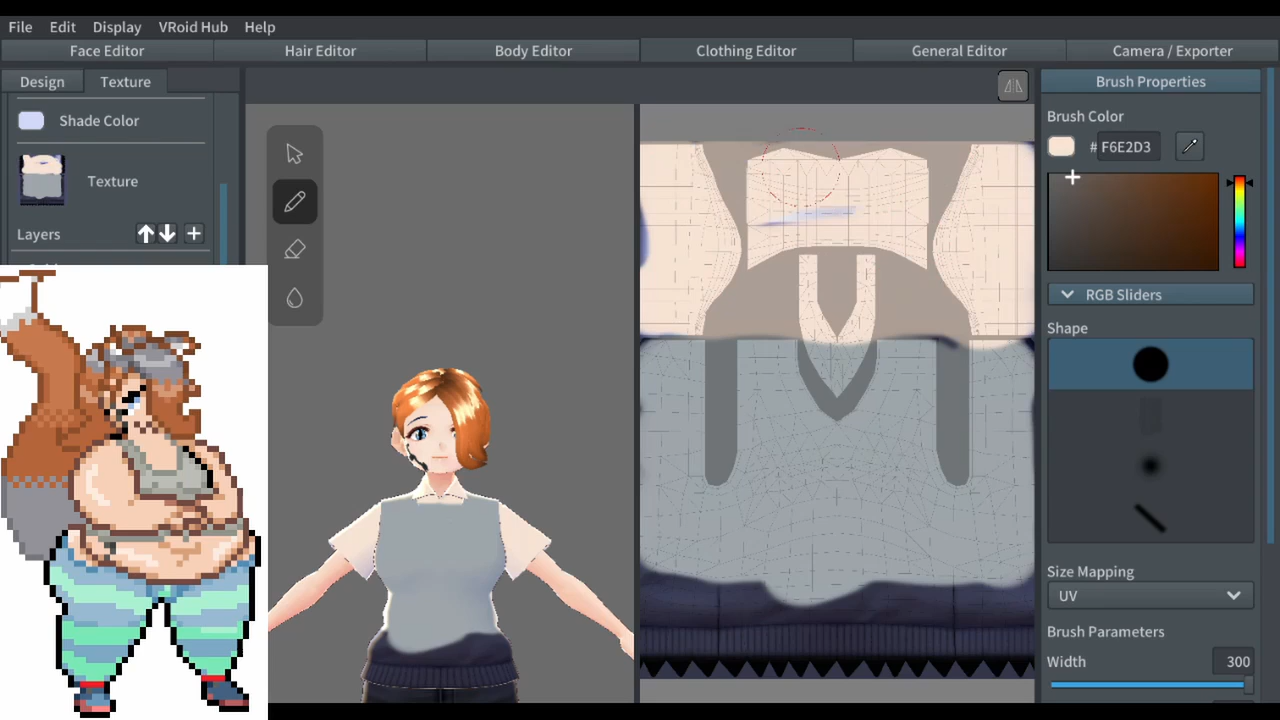 File Edit Display VRoid Hub Help
Face Editor Hair Editor Body Editor Clothing Editor General Editor Camera / Exporter
Design Texture
Shade Color
Texture
Layers
Brush Properties
Brush Color
# F6E2D3
RGB Sliders
Shape
Size Mapping
UV
Brush Parameters
Width 300